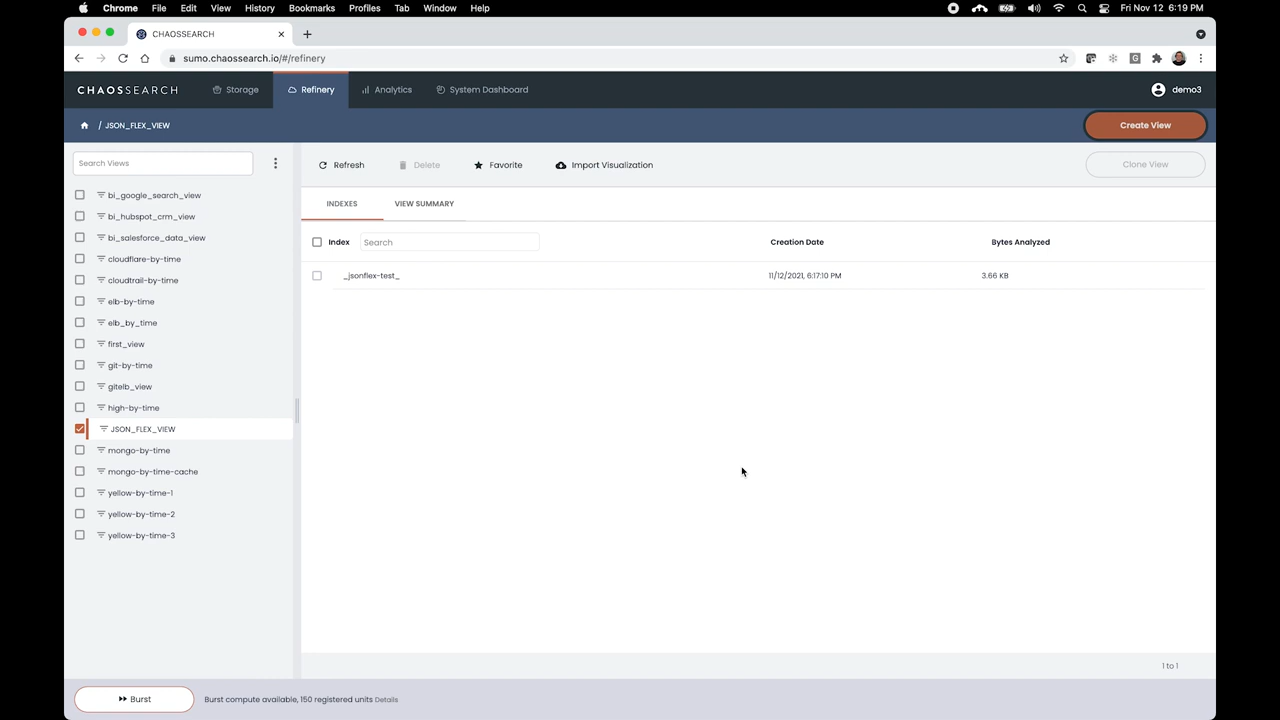 Chrome File Edit View History Bookmarks Profiles Tab Window Help Fri Nov 12 6:19 PM
CHAOSSEARCH
sumo.chaossearch.io/#/refinery
CHAOSSEARCH Storage Refinery Analytics System Dashboard demo3
/ JSON_FLEX_VIEW Create View
Search Views
Refresh Delete Favorite Import Visualization Clone View
INDEXES VIEW SUMMARY
Index Search Creation Date Bytes Analyzed
_jsonflex-test_ 11/12/2021, 6:17:10 PM 3.66 KB
bi_google_search_view
bi_hubspot_crm_view
bi_salesforce_data_view
cloudflare-by-time
cloudtrail-by-time
elb-by-time
elb_by_time
first_view
git-by-time
gitelb_view
high-by-time
JSON_FLEX_VIEW
mongo-by-time
mongo-by-time-cache
yellow-by-time-1
yellow-by-time-2
yellow-by-time-3
1 to 1
Burst Burst compute available, 150 registered units Details